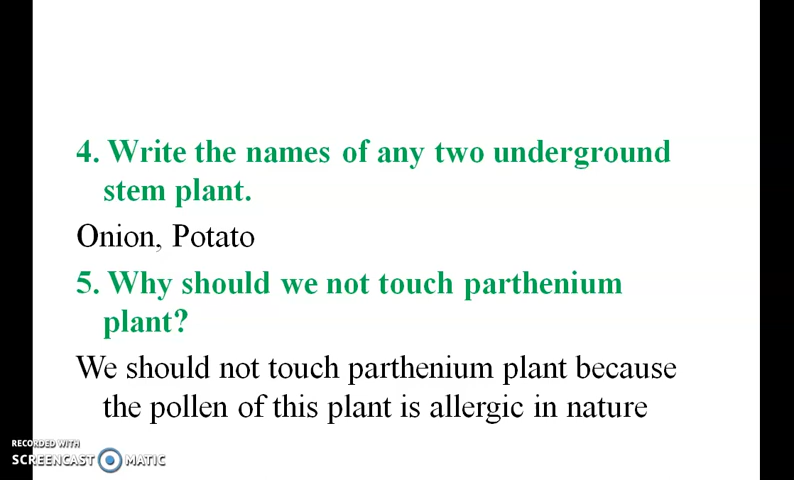 4. Write the names of any two underground
stem plant.
Onion, Potato
5. Why should we not touch parthenium
plant?
We should not touch parthenium plant because
the pollen of this plant is allergic in nature
RECORDED WITH
SCREENCAST MATIC